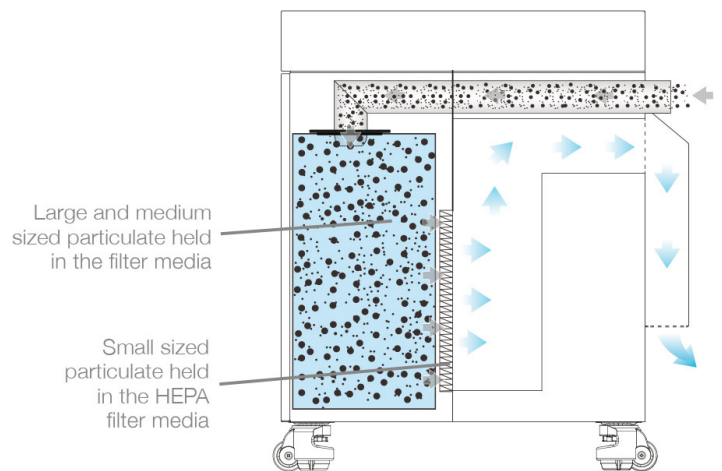 Large and medium
sized particulate held
in the filter media
Small sized
particulate held
in the HEPA
filter media